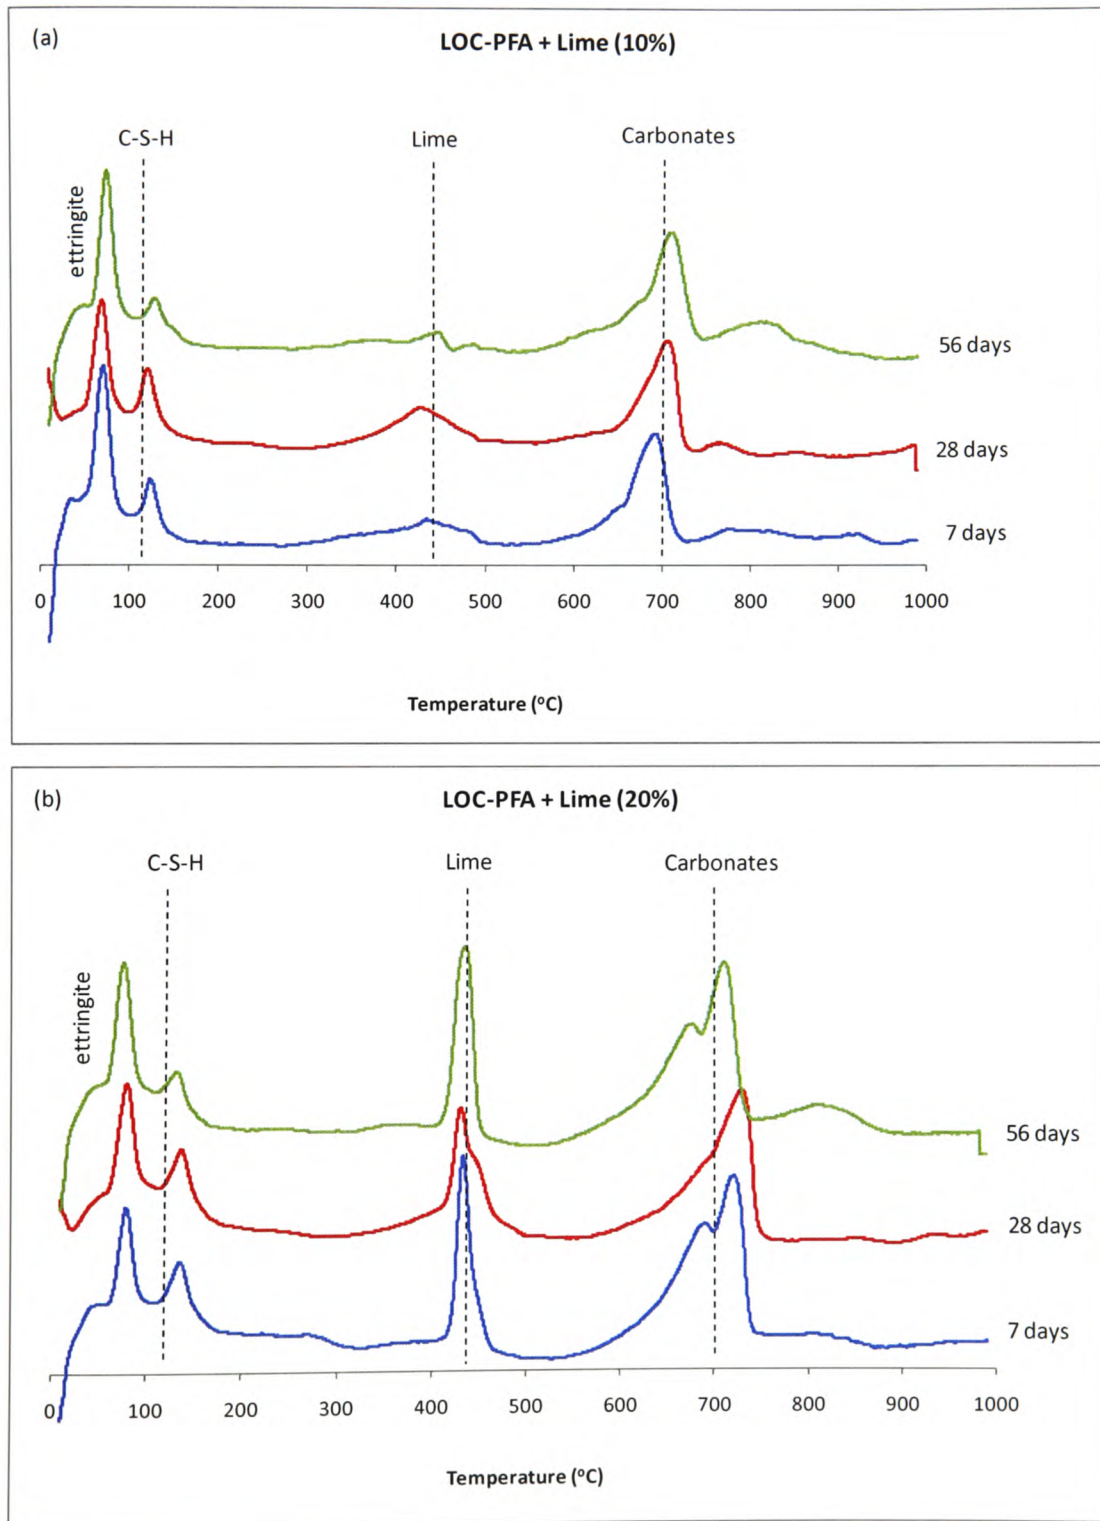 (a)
LOC-PFA + Lime (10%)
C-S-H
Lime
Carbonates
ettringite
56 days
28 days
7 days
0 100 200 300 400 500 600 700 800 900 1000
Temperature (ºC)
(b)
LOC-PFA + Lime (20%)
C-S-H
Lime
Carbonates
ettringite
56 days
28 days
7 days
0 100 200 300 400 500 600 700 800 900 1000
Temperature (ºC)